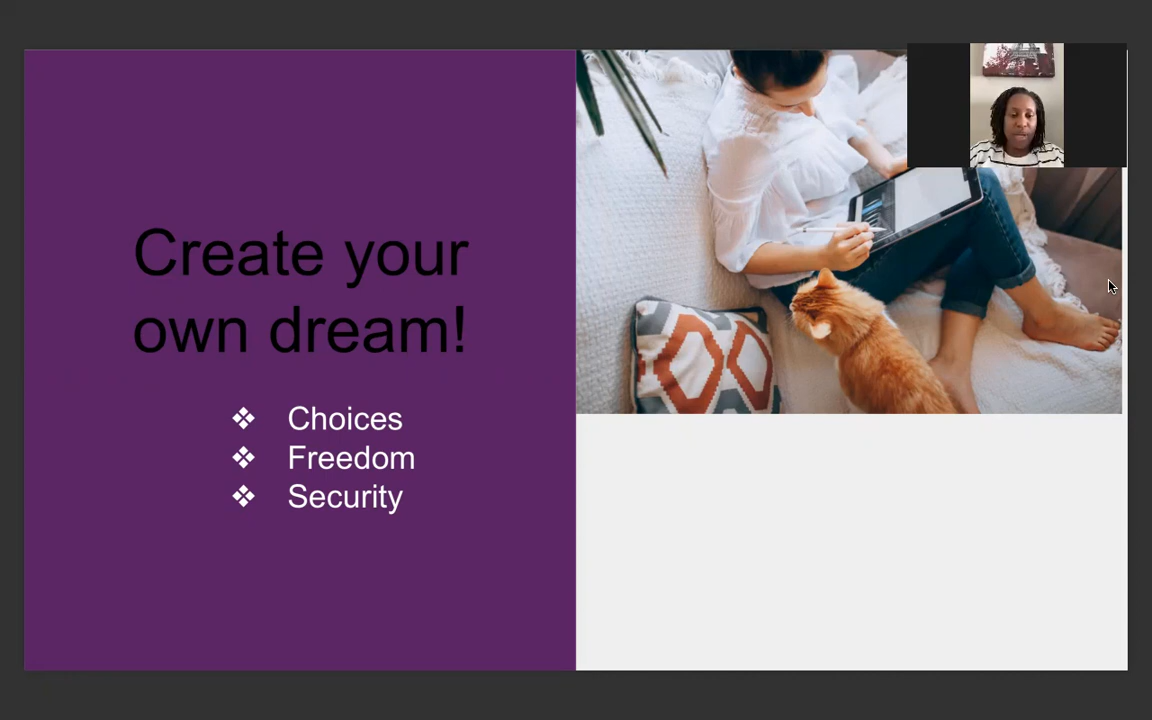 Create your
own dream!
❖ Choices
❖ Freedom
❖ Security